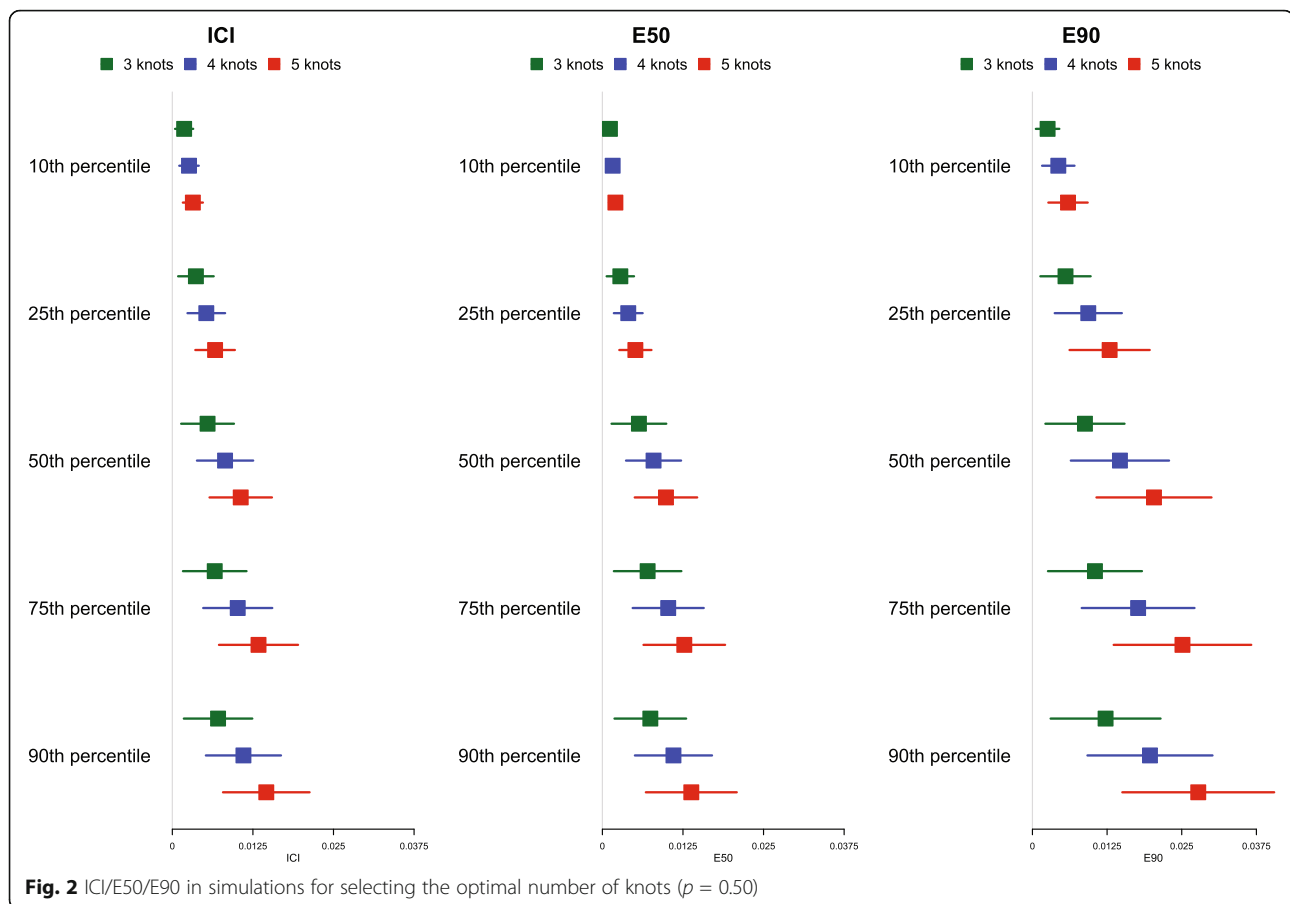 ICI
3 knots 4 knots 5 knots
10th percentile
25th percentile
50th percentile
75th percentile
90th percentile
0 0.0125 0.025 0.0375
ICI
E50
3 knots 4 knots 5 knots
10th percentile
25th percentile
50th percentile
75th percentile
90th percentile
0 0.0125 0.025 0.0375
E50
E90
3 knots 4 knots 5 knots
10th percentile
25th percentile
50th percentile
75th percentile
90th percentile
0 0.0125 0.025 0.0375
E90
Fig. 2 ICI/E50/E90 in simulations for selecting the optimal number of knots (p = 0.50)